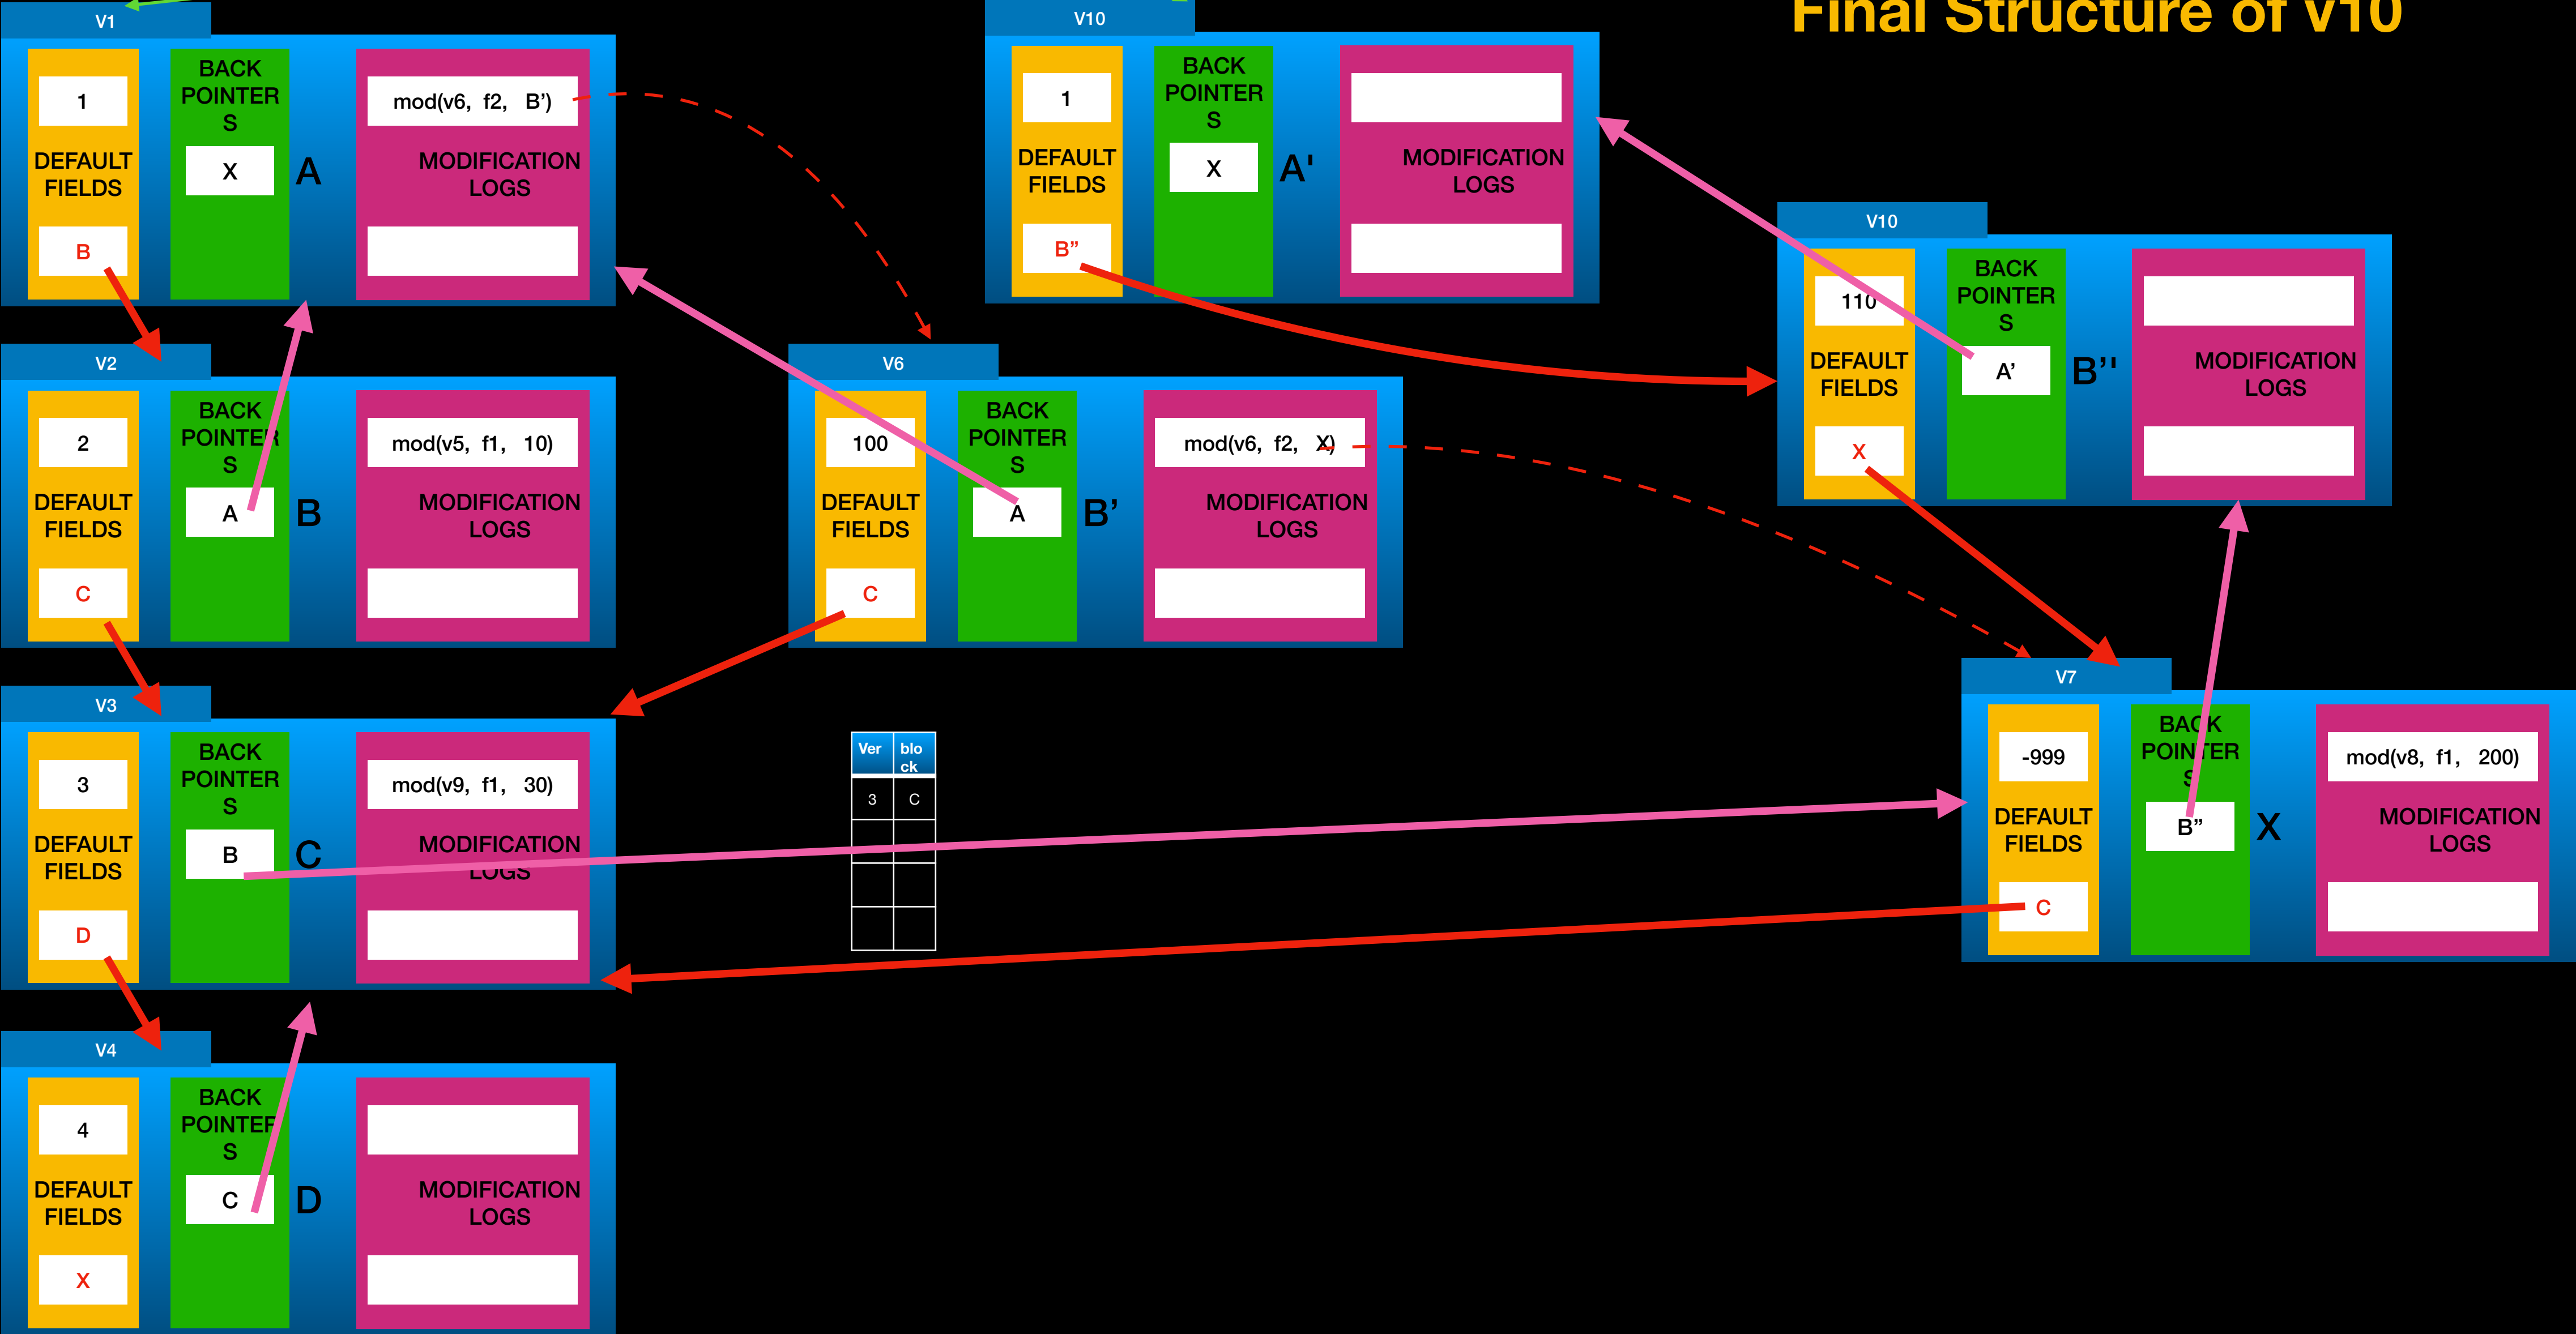 Final Structure of v10
V1
1
DEFAULT
FIELDS
B
BACK
POINTER
S
X
A
mod(v6, f2, B’)
MODIFICATION
LOGS
V10
1
DEFAULT
FIELDS
B”
BACK
POINTER
S
X
A'
MODIFICATION
LOGS
V10
110
DEFAULT
FIELDS
X
BACK
POINTER
S
A’
B’'
MODIFICATION
LOGS
V2
2
DEFAULT
FIELDS
C
BACK
POINTER
S
A
B
mod(v5, f1, 10)
MODIFICATION
LOGS
V6
100
DEFAULT
FIELDS
C
BACK
POINTER
S
A
B’
mod(v6, f2, X)
MODIFICATION
LOGS
V3
3
DEFAULT
FIELDS
D
BACK
POINTER
S
B
C
mod(v9, f1, 30)
MODIFICATION
LOGS
Ver blo
ck
3 C
V7
-999
DEFAULT
FIELDS
C
BACK
POINTER
S
B”
X
mod(v8, f1, 200)
MODIFICATION
LOGS
V4
4
DEFAULT
FIELDS
X
BACK
POINTER
S
C
D
MODIFICATION
LOGS